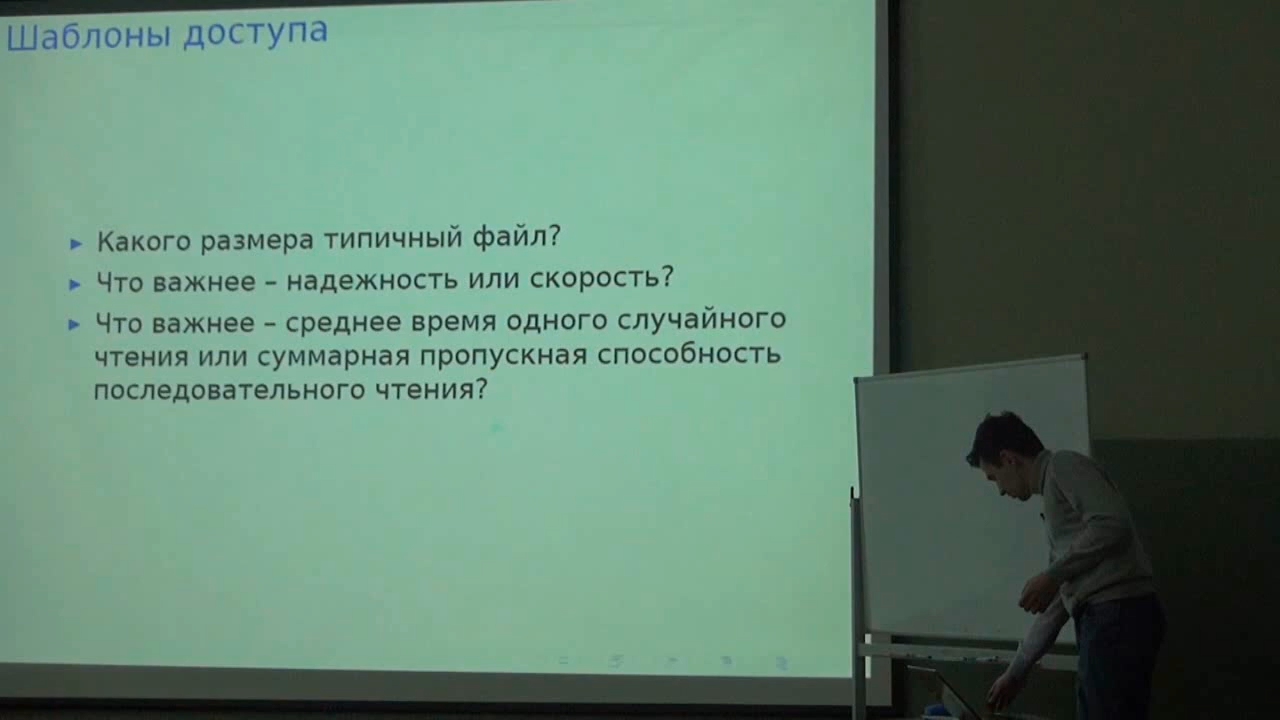 Шаблоны доступа
▸ Какого размера типичный файл?
▸ Что важнее – надежность или скорость?
▸ Что важнее – среднее время одного случайного
чтения или суммарная пропускная способность
последовательного чтения?